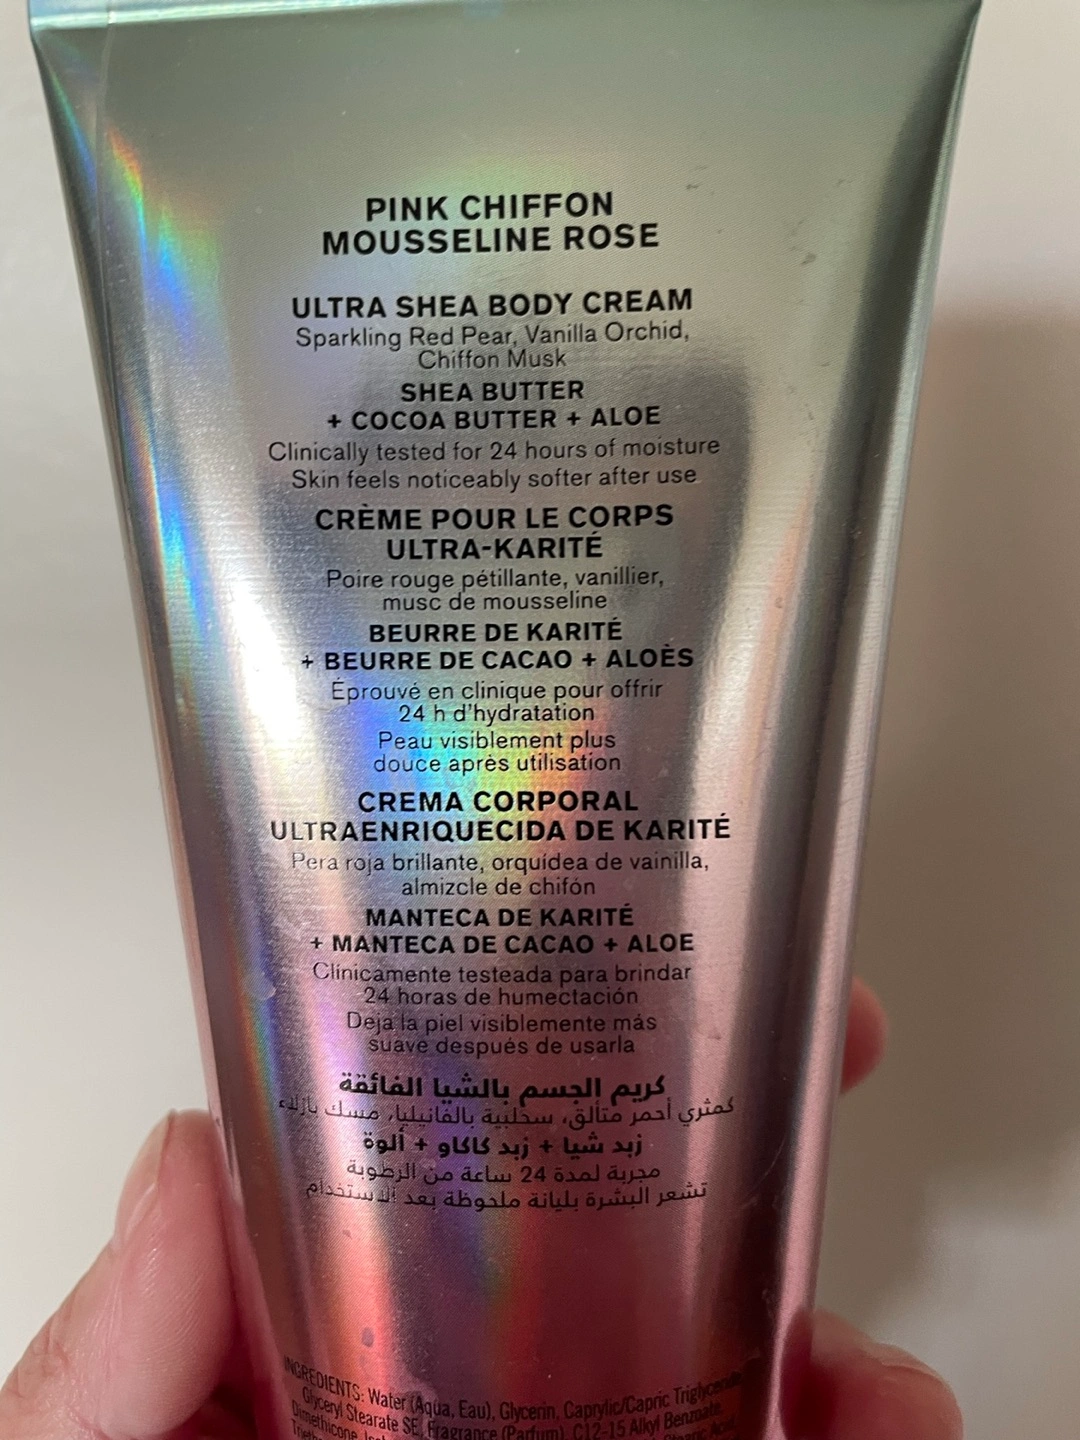 PINK CHIFFON
MOUSSELINE ROSE
ULTRA SHEA BODY CREAM
Sparkling Red Pear, Vanilla Orchid,
Chiffon Musk
SHEA BUTTER
+ COCOA BUTTER + ALOE
Clinically tested for 24 hours of moisture
Skin feels noticeably softer after use
CRÈME POUR LE CORPS
ULTRA-KARITÉ
Poire rouge pétillante, vanillier,
musc de mousseline
BEURRE DE KARITÉ
+ BEURRE DE CACAO + ALOÈS
Éprouvé en clinique pour offrir
24 h d'hydratation
Peau visiblement plus
douce après utilisation
CREMA CORPORAL
ULTRAENRIQUECIDA DE KARITÉ
Pera roja brillante, orquídea de vainilla,
almizcle de chifón
MANTECA DE KARITÉ
+ MANTECA DE CACAO + ALOE
Clínicamente testeada para brindar
24 horas de humectación
Deja la piel visiblemente más
suave después de usarla
كريم الجسم بالشيا الفائقة
كمثري أحمر متألق، سحلبية بالفانيليا، مسك بازلاء
زبد شيا + زبد كاكاو + ألوة
مجربة لمدة 24 ساعة من الرطوبة
تشعر البشرة بليانة ملحوظة بعد الاستخدام
INGREDIENTS: Water (Aqua, Eau), Glycerin, Caprylic/Capric Triglyceride
Glyceryl Stearate SE, Fragrance (Parfum), C12-15 Alkyl Benzoate
Dimethicone,